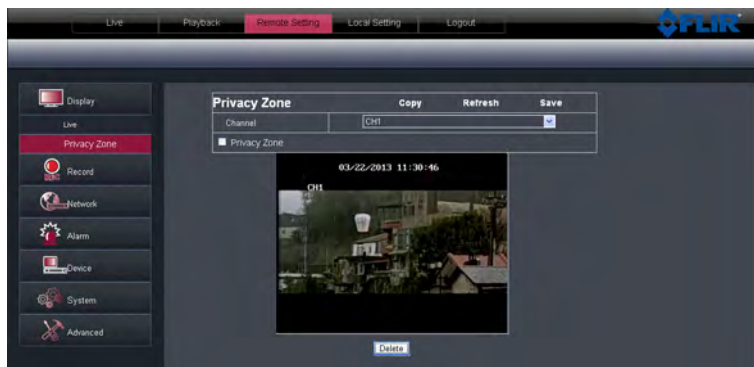 Live Playback Remote Setting Local Setting Logout FLIR
Display
Live
Privacy Zone
Record
Network
Alarm
Device
System
Advanced
Privacy Zone Copy Refresh Save
Channel CH1
Privacy Zone
03/22/2013 11:30:46
CH1
Delete